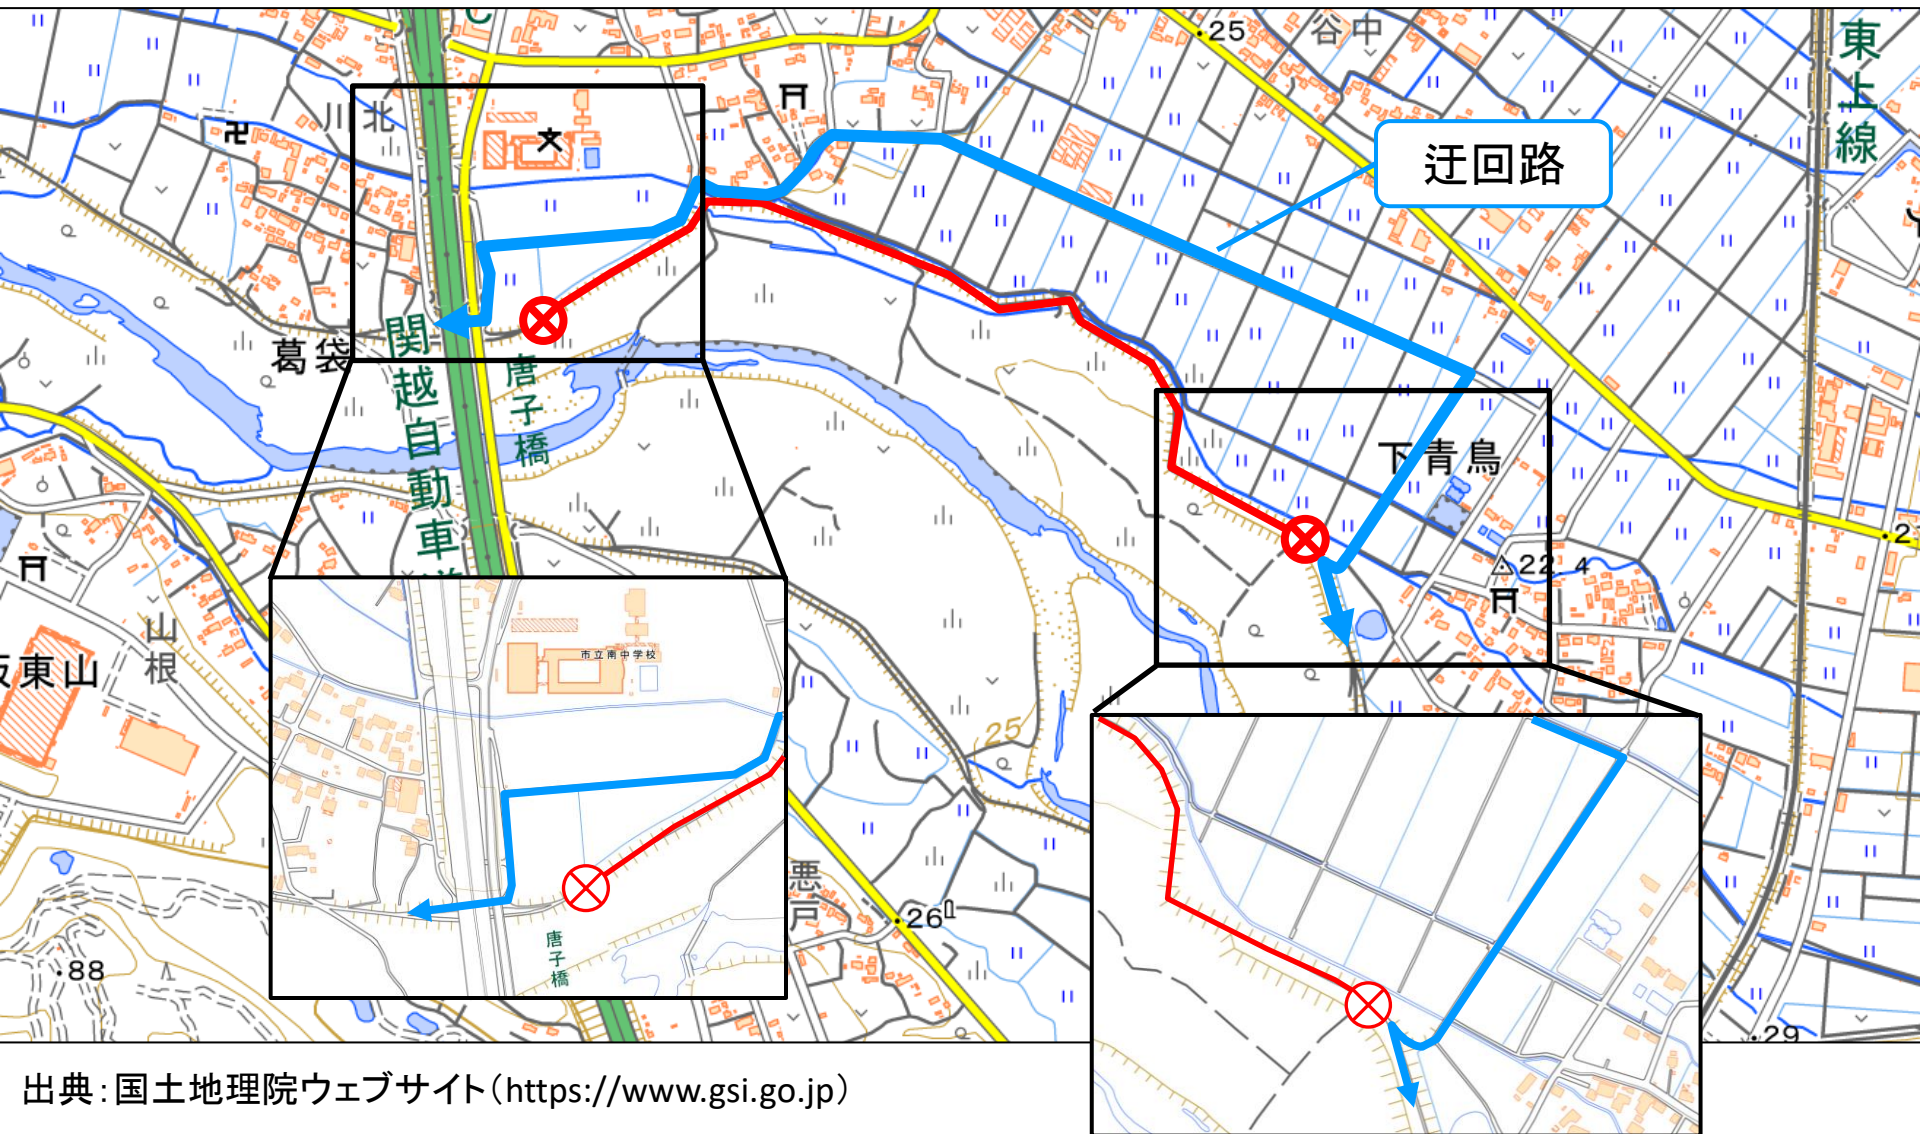 25
谷中
東上線
川北
迂回路
関越自動車
葛袋
唐子橋
下青鳥
22.4
2
山根
坂東山
市立南中学校
25
悪戸
26
唐子橋
88
29
出典：国土地理院ウェブサイト（https://www.gsi.go.jp）